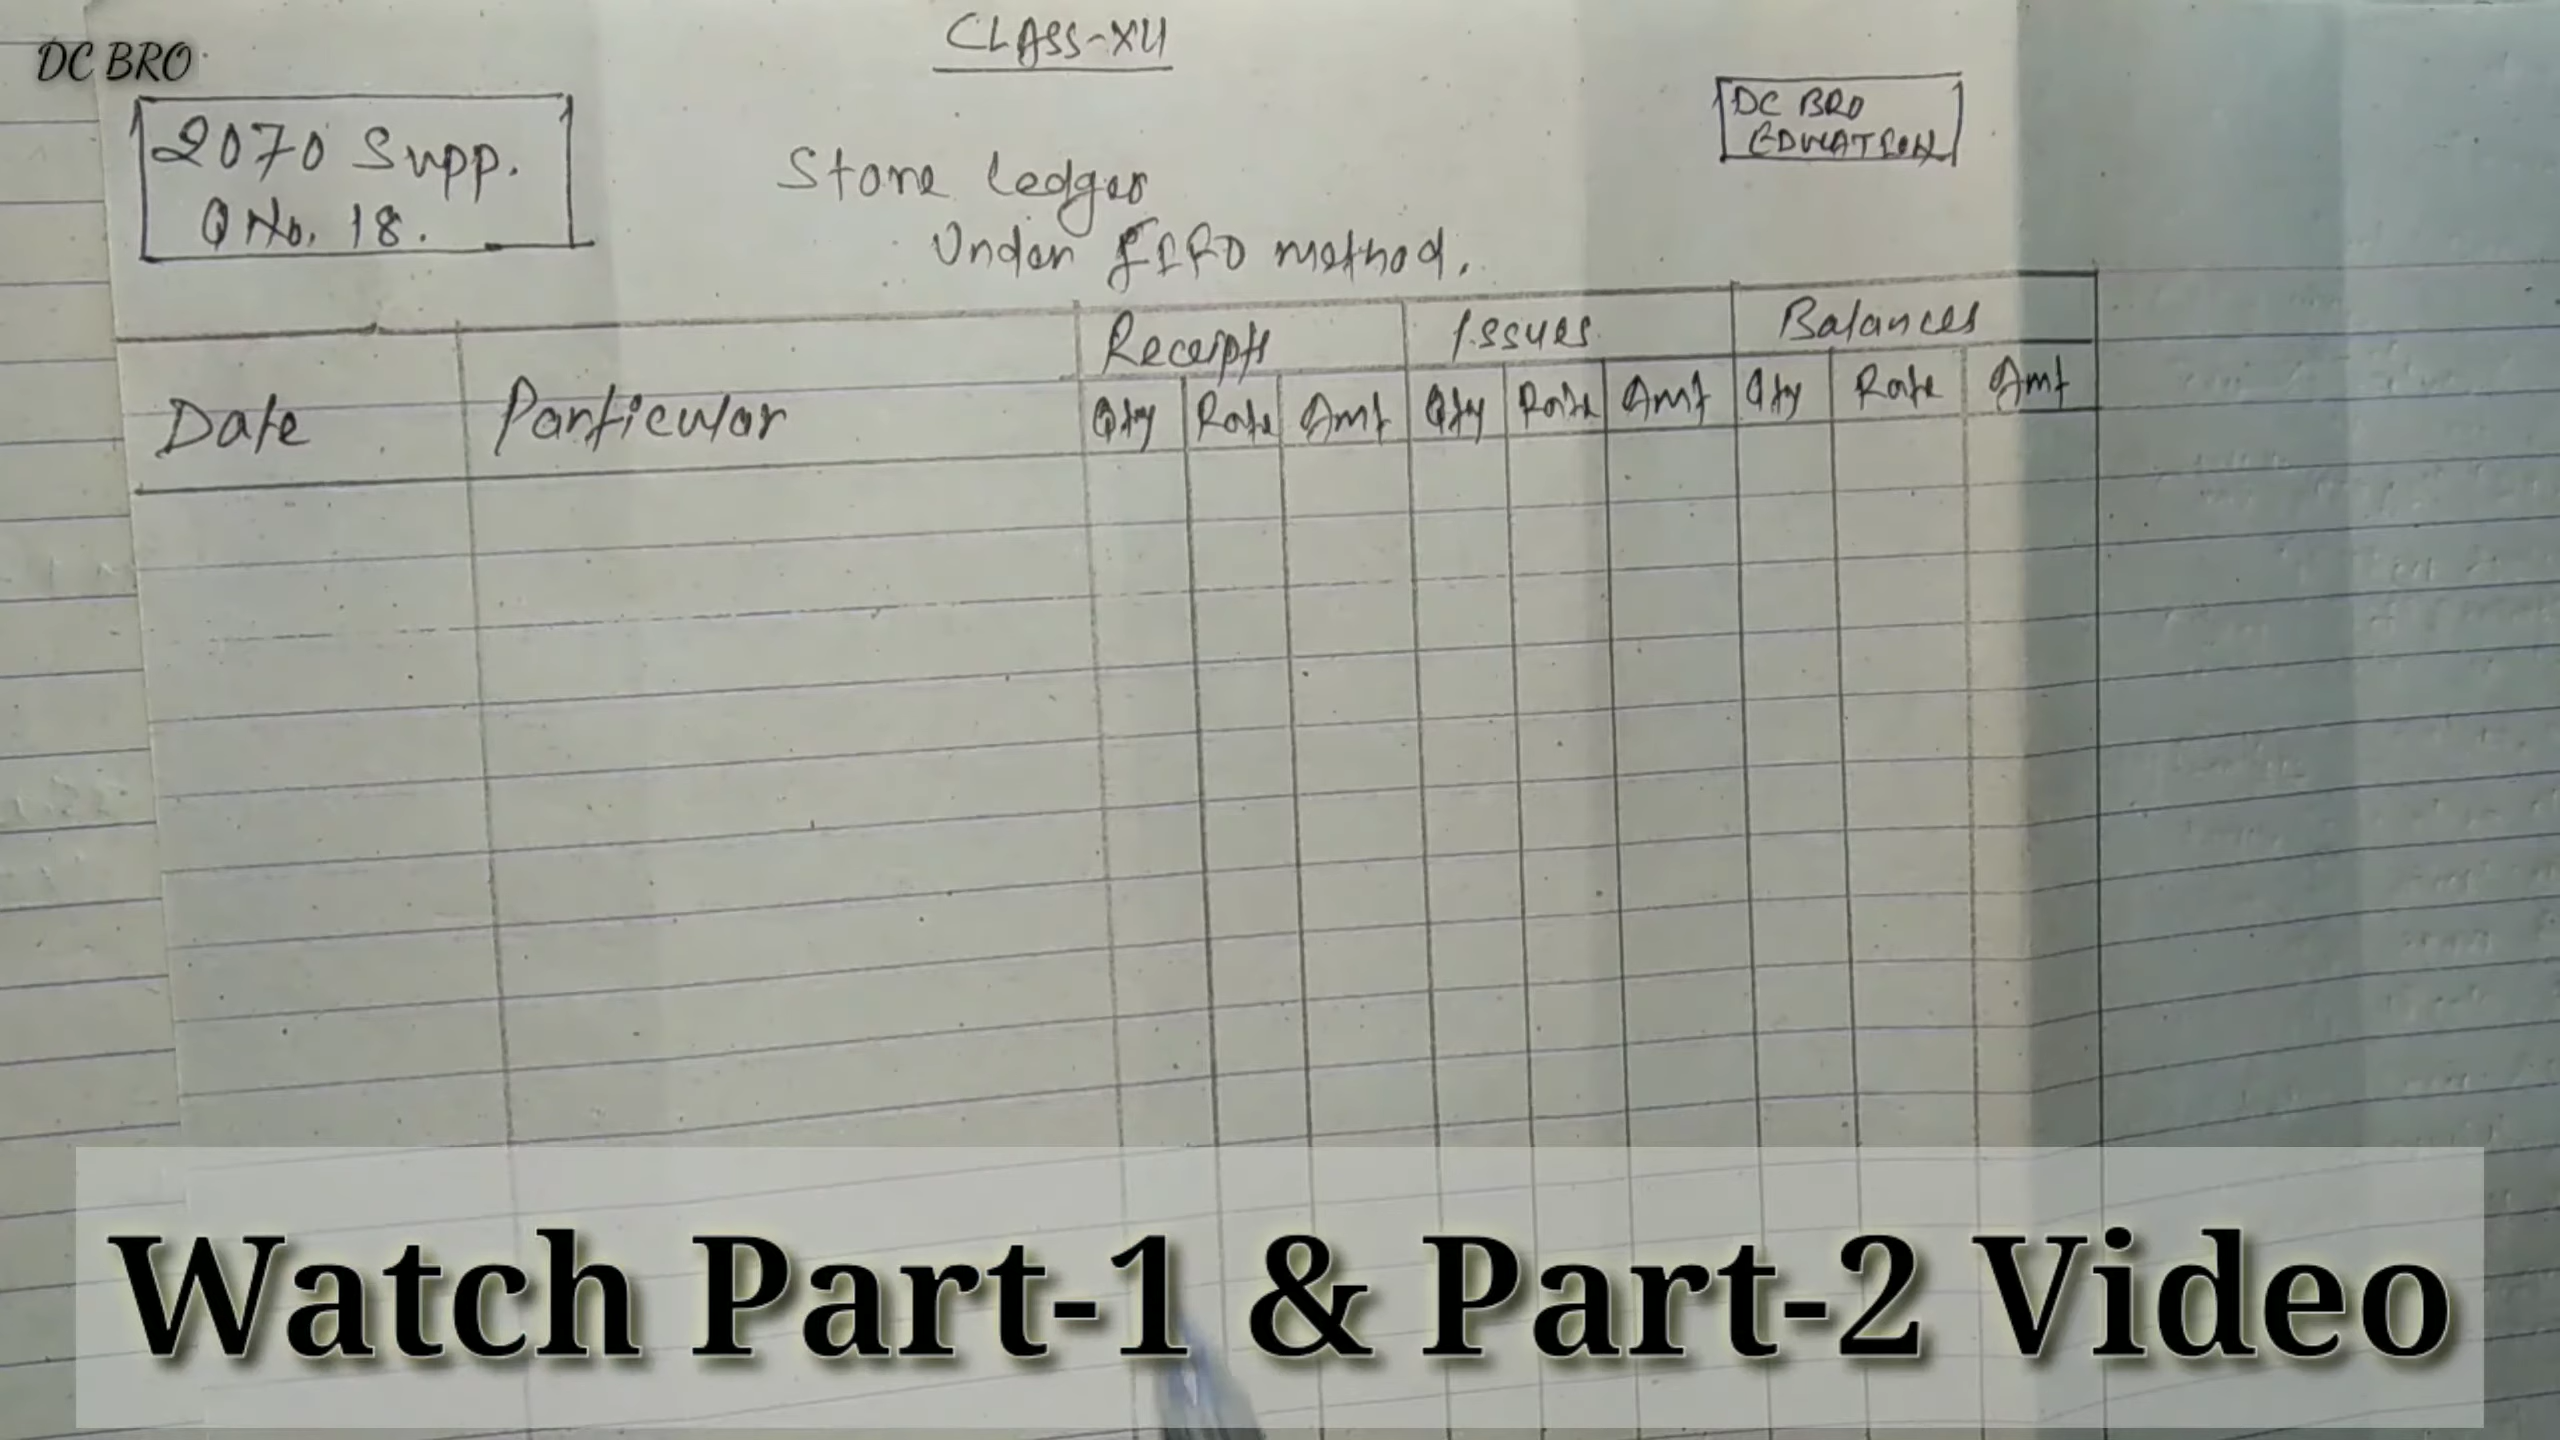 DC BRO
CLASS-XII
2070 Supp.
Q No. 18.
DC BRO
EDUCATION
Store Ledger
Under FIFO method.
Date Particular Receipts Issues Balances
Qty Rate Amt Qty Rate Amt Qty Rate Amt
Watch Part-1 & Part-2 Video